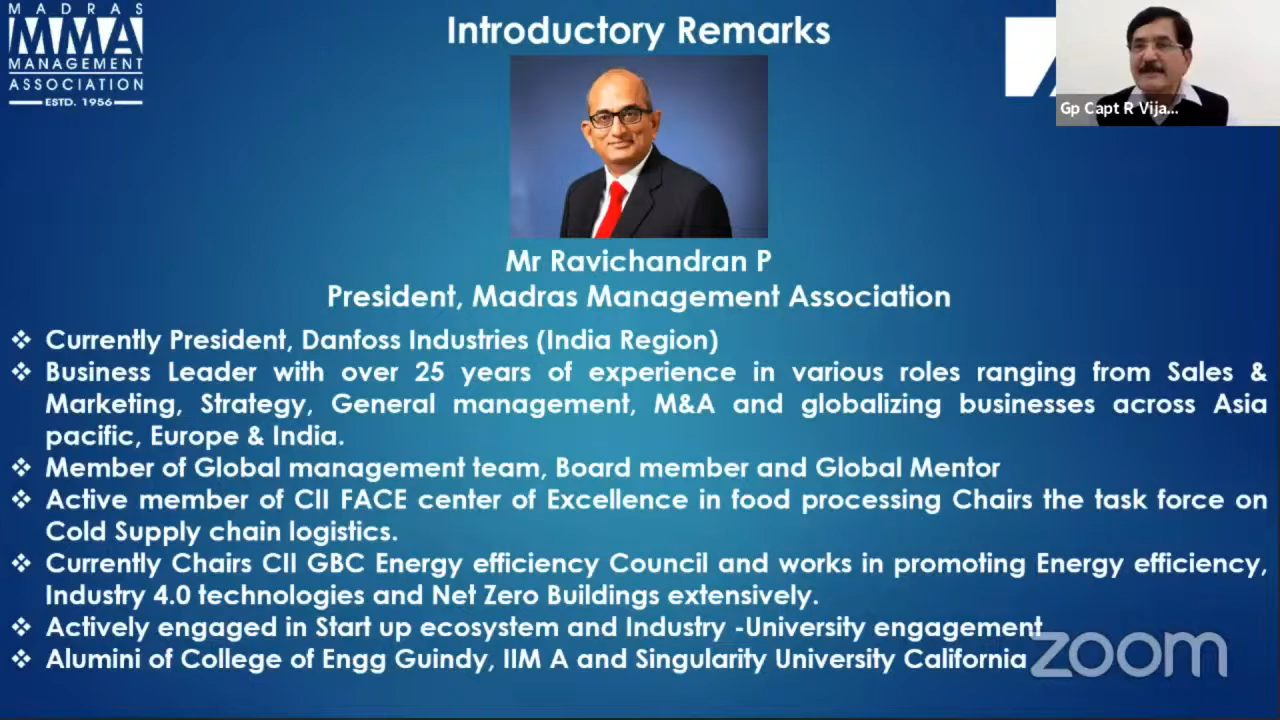 MADRAS
MMA
MANAGEMENT
ASSOCIATION
ESTD. 1956
Introductory Remarks
Gp Capt R Vija...
Mr Ravichandran P
President, Madras Management Association
❖ Currently President, Danfoss Industries (India Region)
❖ Business Leader with over 25 years of experience in various roles ranging from Sales &
Marketing, Strategy, General management, M&A and globalizing businesses across Asia
pacific, Europe & India.
❖ Member of Global management team, Board member and Global Mentor
❖ Active member of CII FACE center of Excellence in food processing Chairs the task force on
Cold Supply chain logistics.
❖ Currently Chairs CII GBC Energy efficiency Council and works in promoting Energy efficiency,
Industry 4.0 technologies and Net Zero Buildings extensively.
❖ Actively engaged in Start up ecosystem and Industry -University engagement
❖ Alumini of College of Engg Guindy, IIM A and Singularity University California
zoom